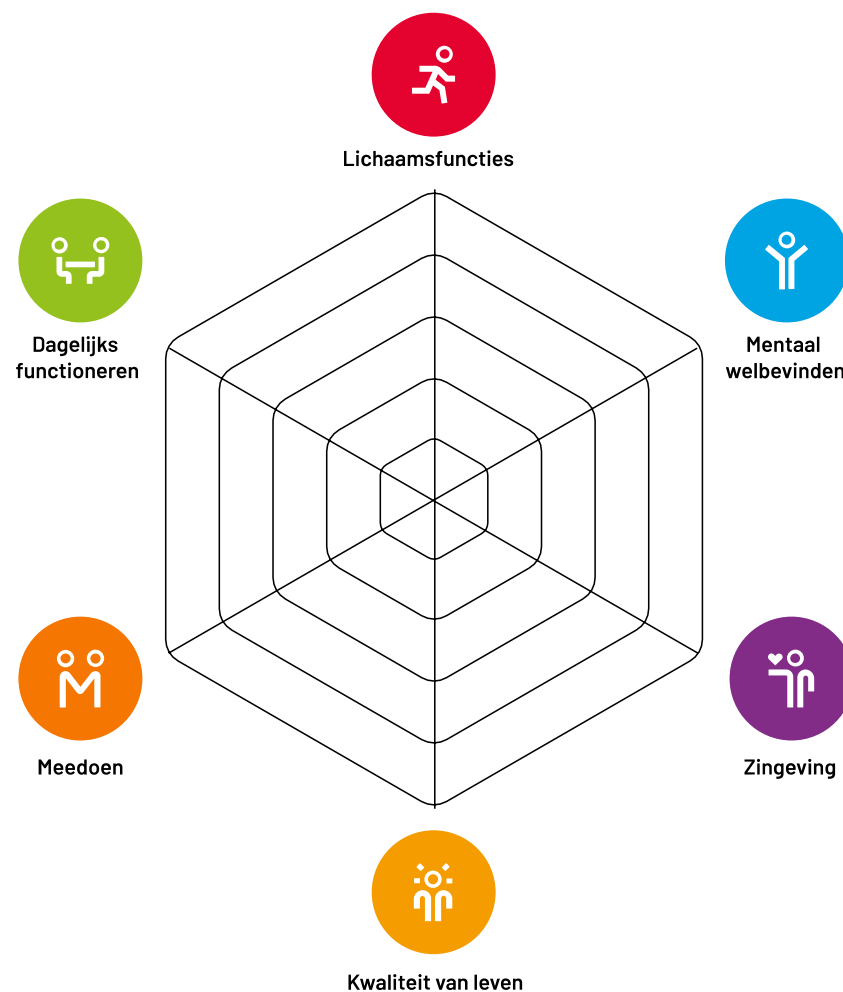 Lichaamsfuncties
Dagelijks
functioneren
Mentaal
welbevinden
Meedoen
Zingeving
Kwaliteit van leven